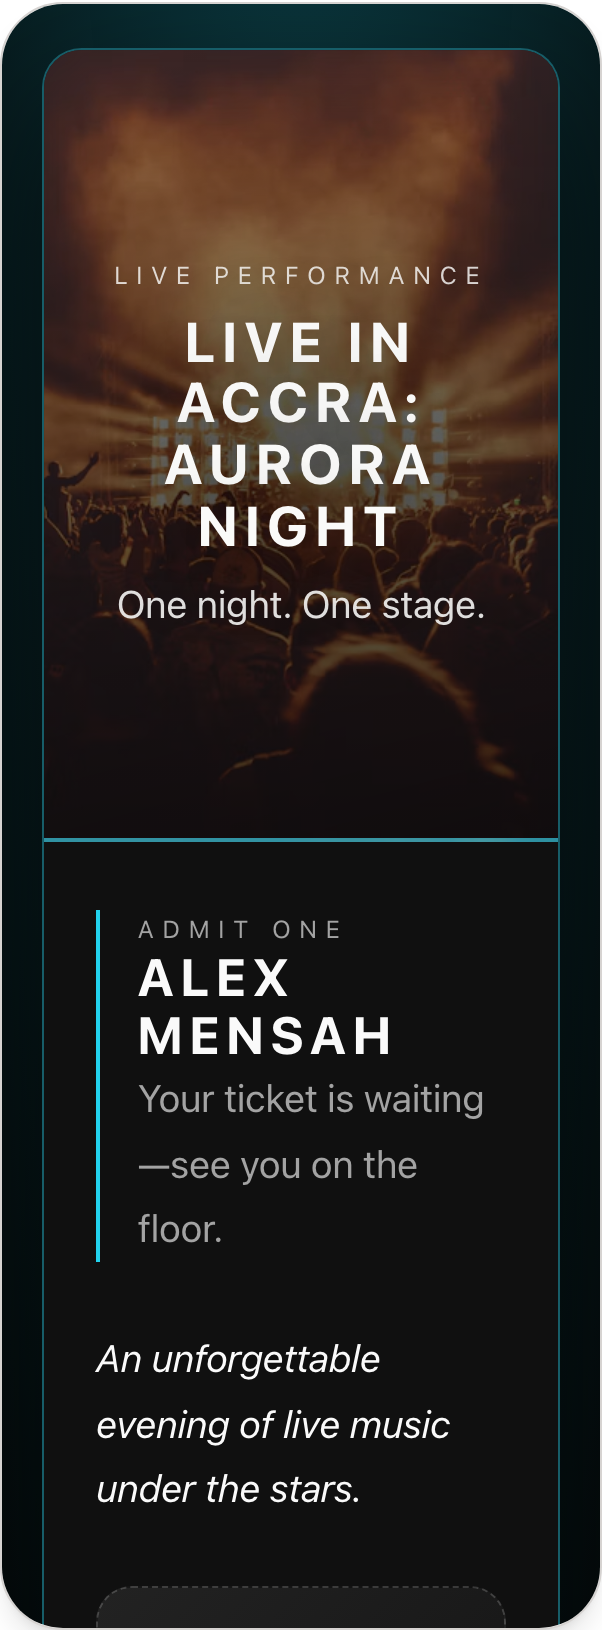 LIVE PERFORMANCE
LIVE IN
ACCRA:
AURORA
NIGHT
One night. One stage.
ADMIT ONE
ALEX
MENSAH
Your ticket is waiting
—see you on the
floor.
An unforgettable
evening of live music
under the stars.